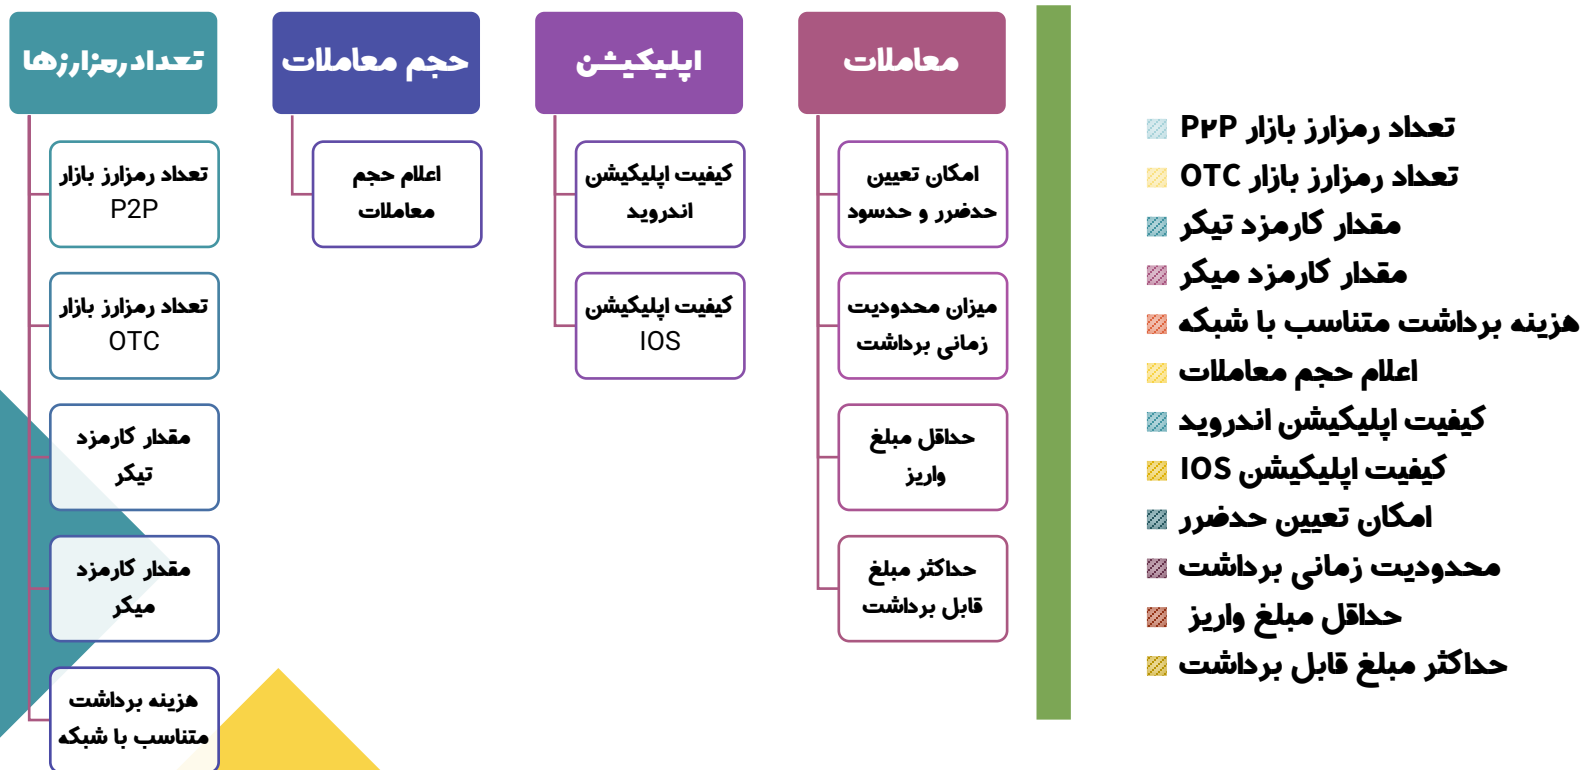 معاملات
امکان تعیین
حدضرر و حدسود
میزان محدودیت
زمانی برداشت
حداقل مبلغ
واریز
حداکثر مبلغ
قابل برداشت
اپلیکیشن
کیفیت اپلیکیشن
اندروید
کیفیت اپلیکیشن
IOS
حجم معاملات
اعلام حجم
معاملات
تعداد رمزارزها
تعداد رمزارز بازار
P2P
تعداد رمزارز بازار
OTC
مقدار کارمزد
تیکر
مقدار کارمزد
میکر
هزینه برداشت
متناسب با شبکه
تعداد رمزارز بازار P۲P
تعداد رمزارز بازار OTC
مقدار کارمزد تیکر
مقدار کارمزد میکر
هزینه برداشت متناسب با شبکه
اعلام حجم معاملات
کیفیت اپلیکیشن اندروید
کیفیت اپلیکیشن IOS
امکان تعیین حدضرر
محدودیت زمانی برداشت
حداقل مبلغ واریز
حداکثر مبلغ قابل برداشت